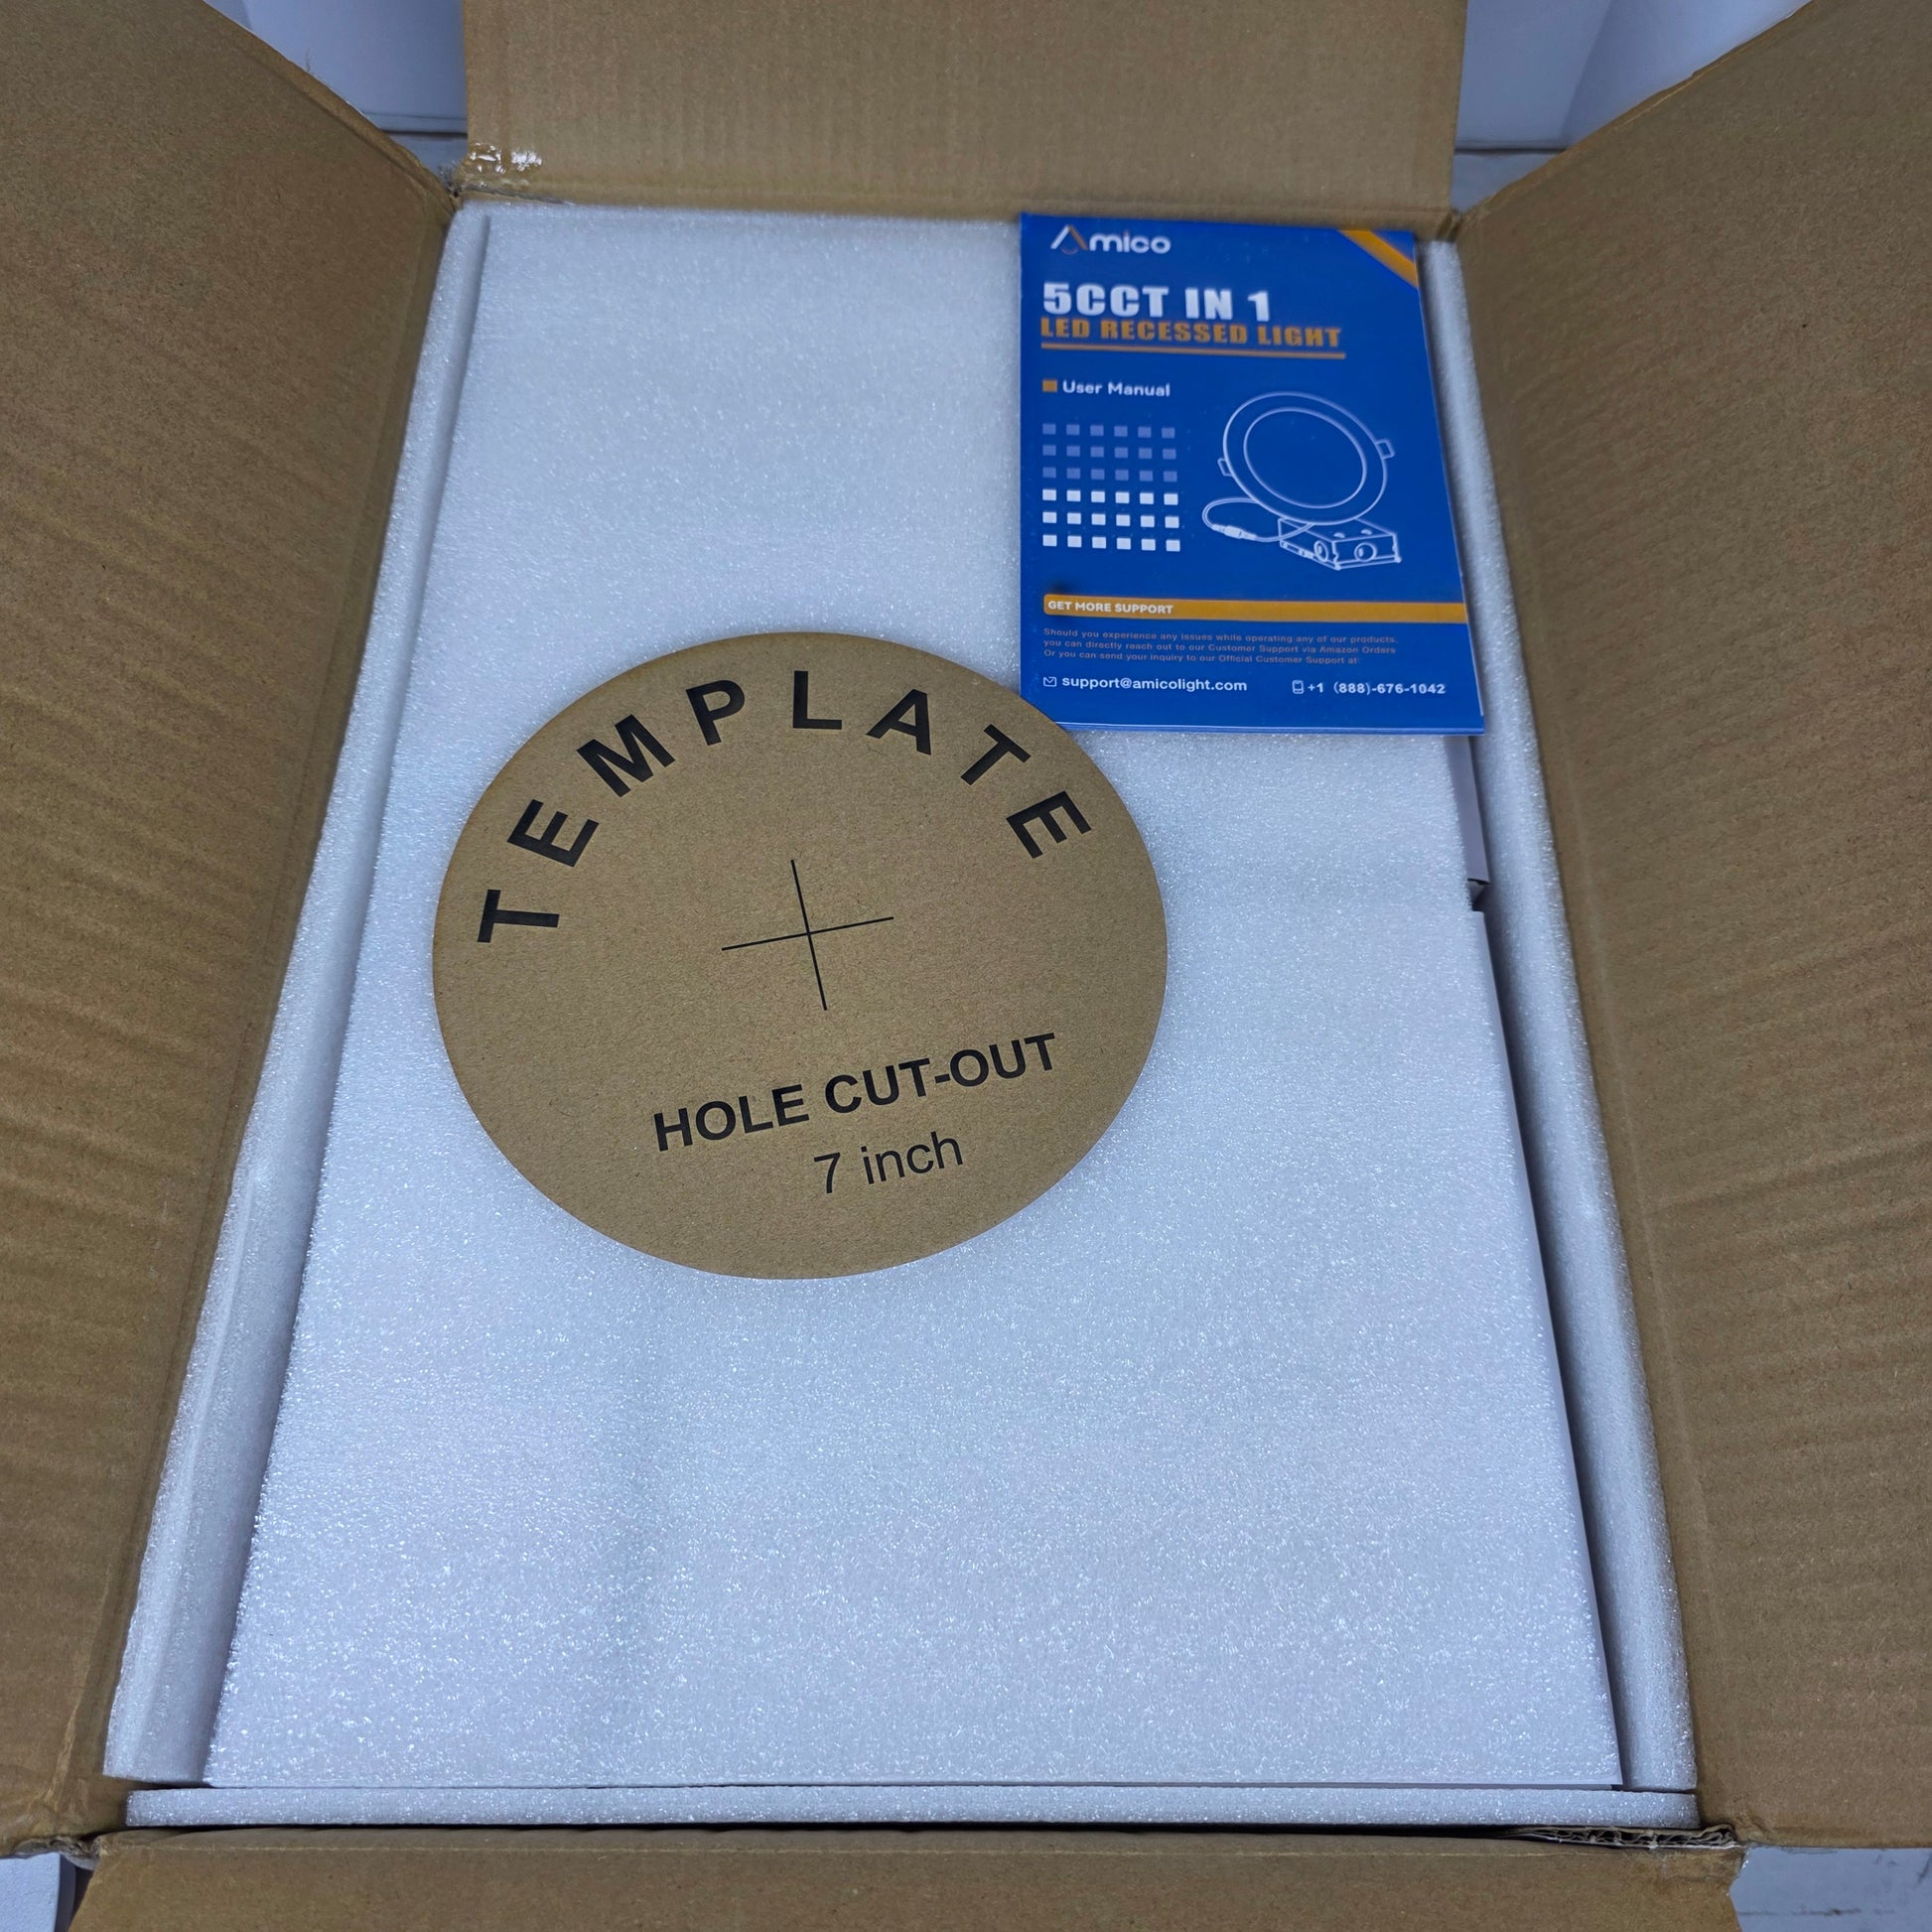 Amico
5CCT IN 1
LED RECESSED LIGHT
User Manual
GET MORE SUPPORT
Should you experience any issues while operating any of our products,
you can directly reach out to our Customer Support via Amazon Orders
Or you can send your inquiry to our Official Customer Support at:
support@amicolight.com
+1 (888)-676-1042
TEMPLATE
HOLE CUT-OUT
7 inch